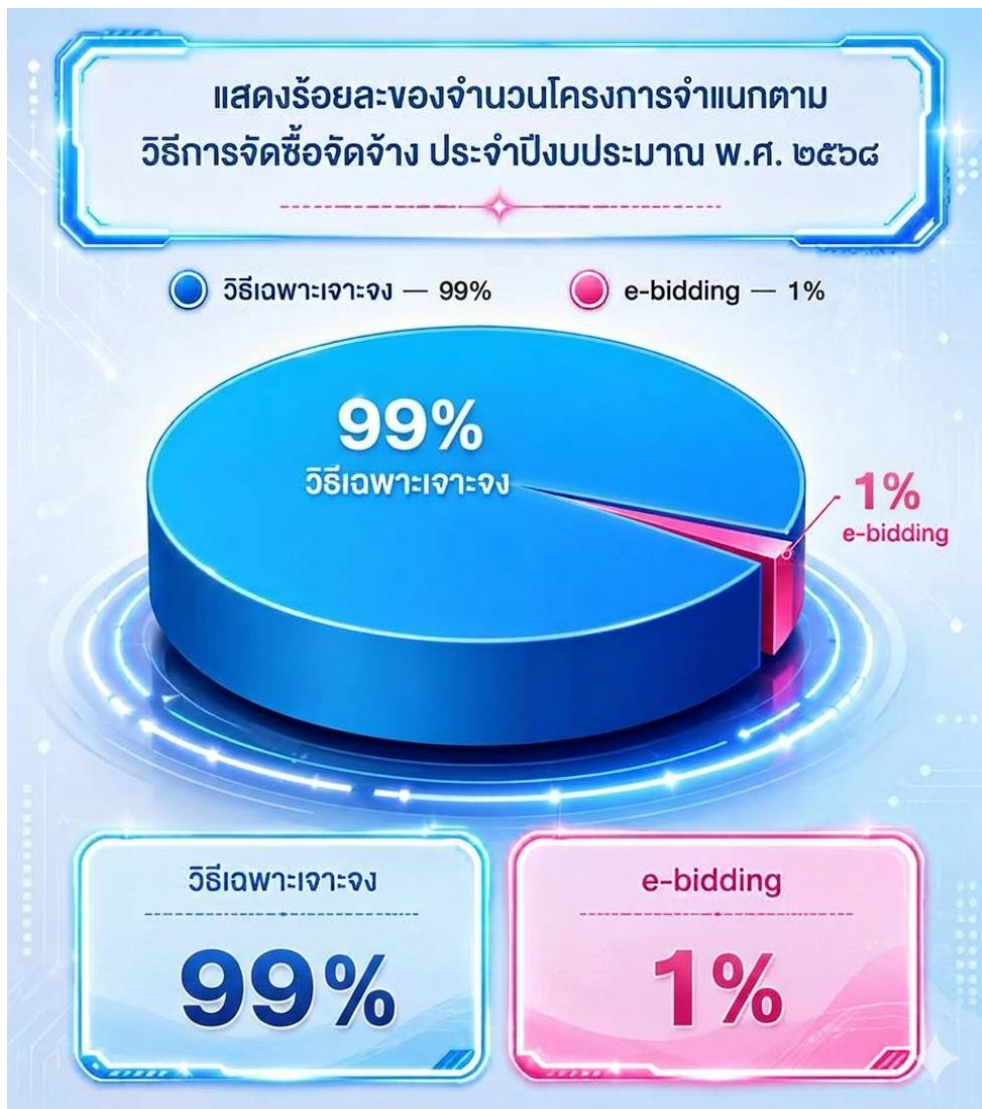 แสดงร้อยละของจำนวนโครงการจำแนกตาม
วิธีการจัดซื้อจัดจ้าง ประจำปีงบประมาณ พ.ศ. ๒๕๖๘
วิธีเฉพาะเจาะจง — 99%
e-bidding — 1%
99%
วิธีเฉพาะเจาะจง
1%
e-bidding
วิธีเฉพาะเจาะจง
99%
e-bidding
1%